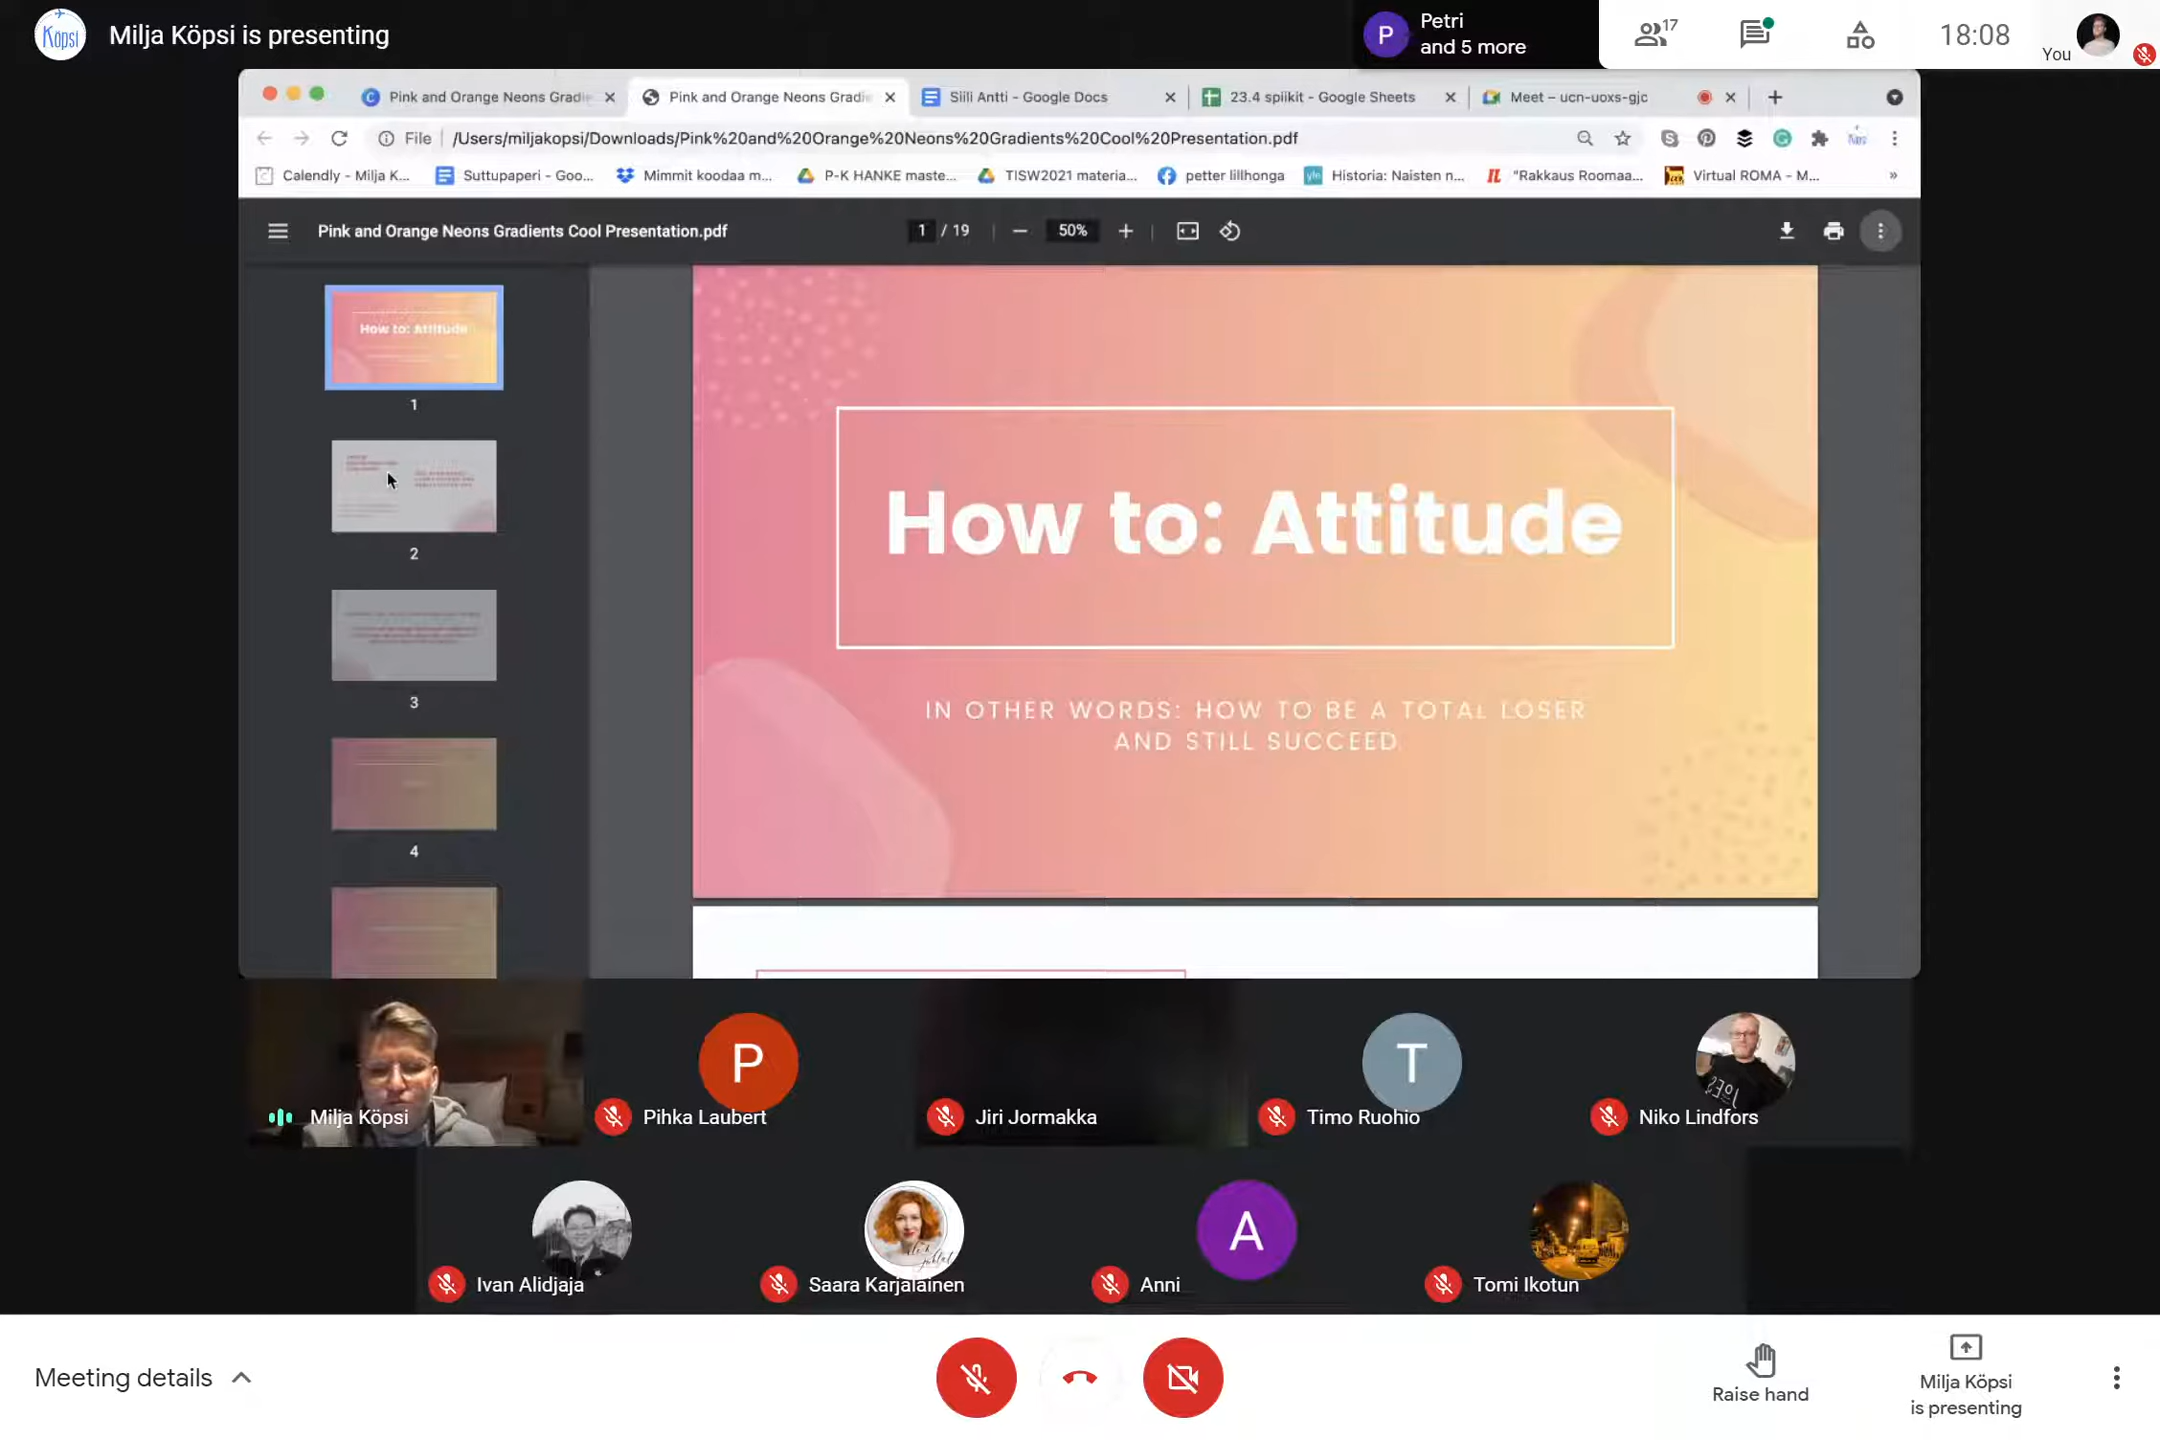 Köpsi
Milja Köpsi is presenting
P
Petri
and 5 more
17
18:08
You
Pink and Orange Neons Gradie
Pink and Orange Neons Gradie
Siili Antti - Google Docs
23.4 spiikit - Google Sheets
Meet – ucn-uoxs-gjc
File
/Users/miljakopsi/Downloads/Pink%20and%20Orange%20Neons%20Gradients%20Cool%20Presentation.pdf
Calendly - Milja K...
Suttupaperi - Goo...
Mimmit koodaa m...
P-K HANKE maste...
TISW2021 materia...
petter lillhonga
Historia: Naisten n...
"Rakkaus Roomaa...
Virtual ROMA - M...
»
Pink and Orange Neons Gradients Cool Presentation.pdf
1 / 19
50%
How to: Attitude
1
2
3
4
How to: Attitude
IN OTHER WORDS: HOW TO BE A TOTAL LOSER
AND STILL SUCCEED
Milja Köpsi
P
Pihka Laubert
Jiri Jormakka
T
Timo Ruohio
Niko Lindfors
Ivan Alidjaja
Saara Karjalainen
A
Anni
Tomi Ikotun
Meeting details
Raise hand
Milja Köpsi
is presenting